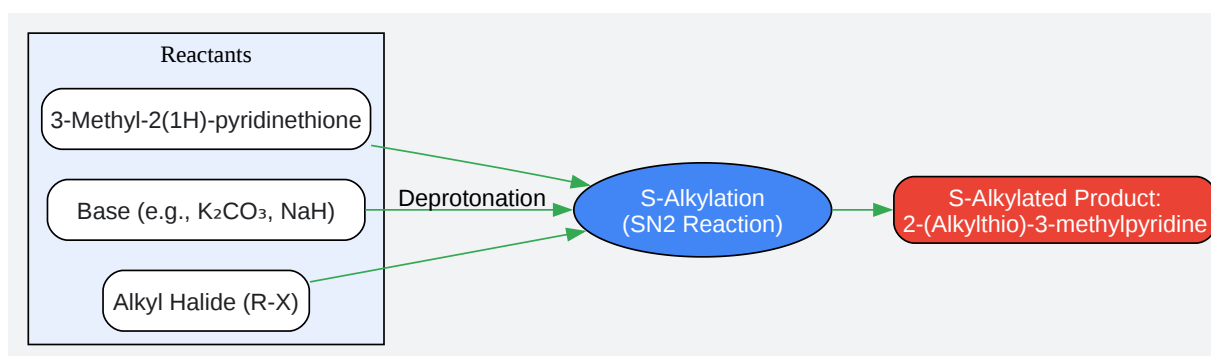 Reactants
3-Methyl-2(1H)-pyridinethione
Base (e.g., K₂CO₃, NaH)
Alkyl Halide (R-X)
Deprotonation
S-Alkylation
(SN2 Reaction)
S-Alkylated Product:
2-(Alkylthio)-3-methylpyridine